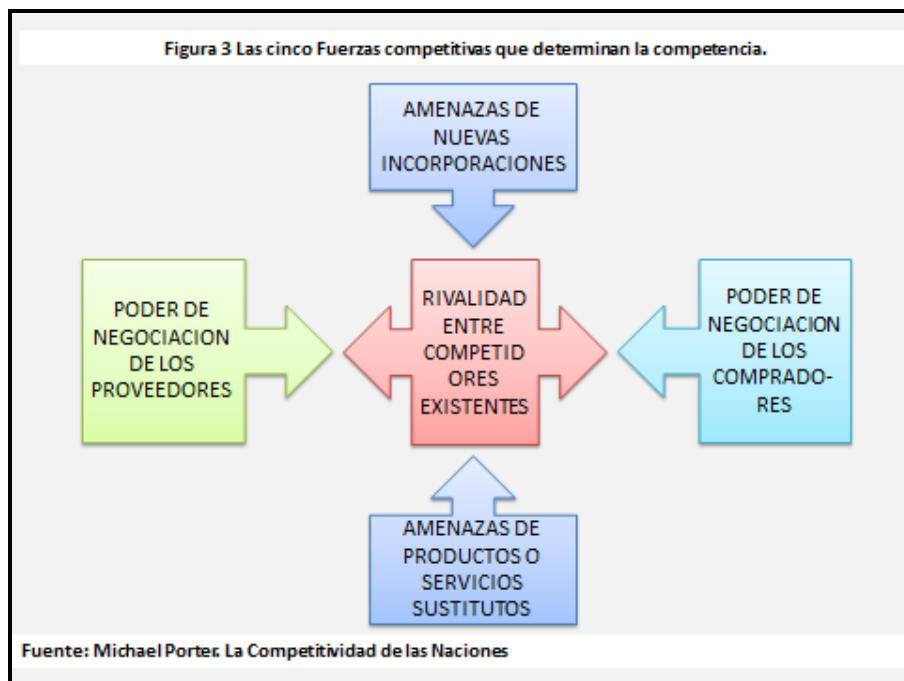 Figura 3 Las cinco Fuerzas competitivas que determinan la competencia.
AMENAZAS DE
NUEVAS
INCORPORACIONES
PODER DE
NEGOCIACION
DE LOS
PROVEEDORES
RIVALIDAD
ENTRE
COMPETID
ORES
EXISTENTES
PODER DE
NEGOCIACION
DE LOS
COMPRADO-
RES
AMENAZAS DE
PRODUCTOS O
SERVICIOS
SUSTITUTOS
Fuente: Michael Porter. La Competitividad de las Naciones